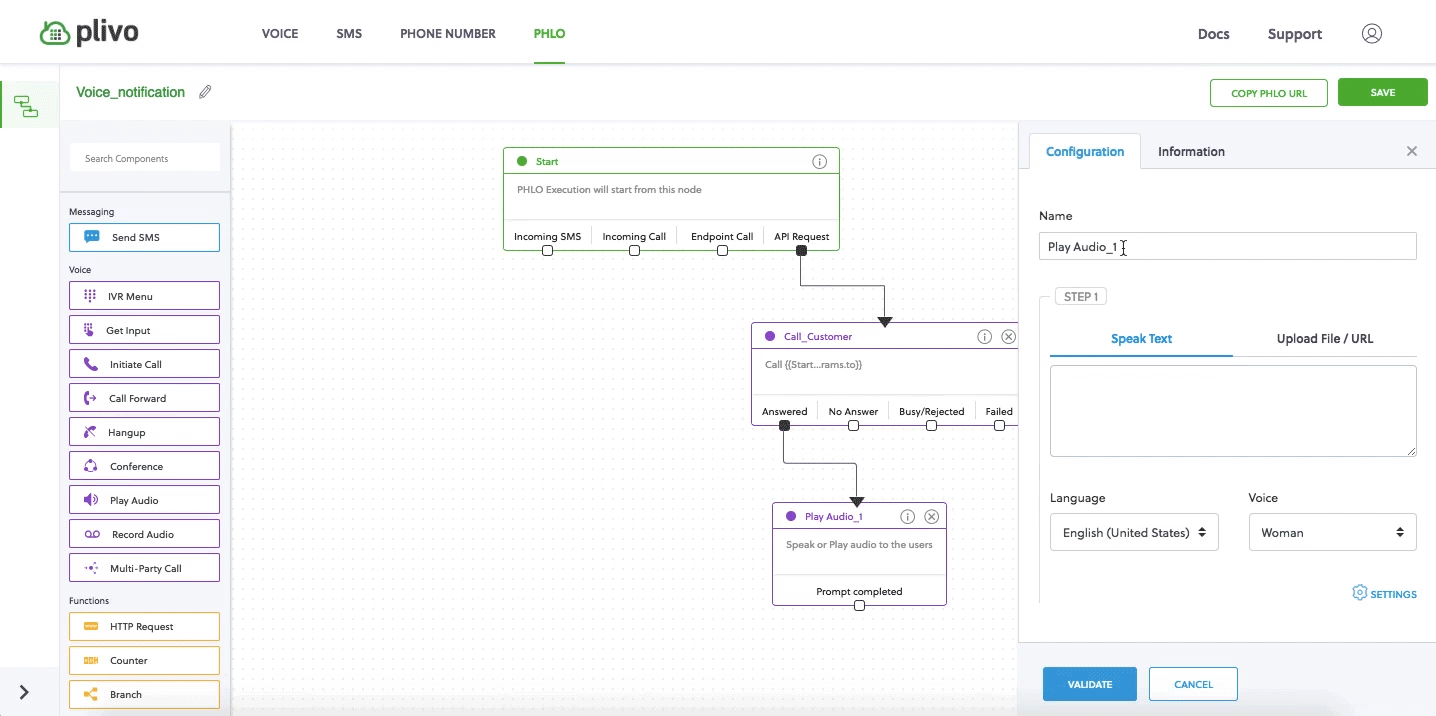 plivo
VOICE
SMS
PHONE NUMBER
PHLO
Docs
Support
Voice_notification
COPY PHLO URL
SAVE
Search Components
Messaging
Send SMS
Voice
IVR Menu
Get Input
Initiate Call
Call Forward
Hangup
Conference
Play Audio
Record Audio
Multi-Party Call
Functions
HTTP Request
Counter
Branch
Start
PHLO Execution will start from this node
Incoming SMS
Incoming Call
Endpoint Call
API Request
Call_Customer
Call {{Start...rams.to}}
Answered
No Answer
Busy/Rejected
Failed
Play Audio_1
Speak or Play audio to the users
Prompt completed
Configuration
Information
Name
Play Audio_1
STEP 1
Speak Text
Upload File / URL
Language
Voice
English (United States)
Woman
SETTINGS
VALIDATE
CANCEL